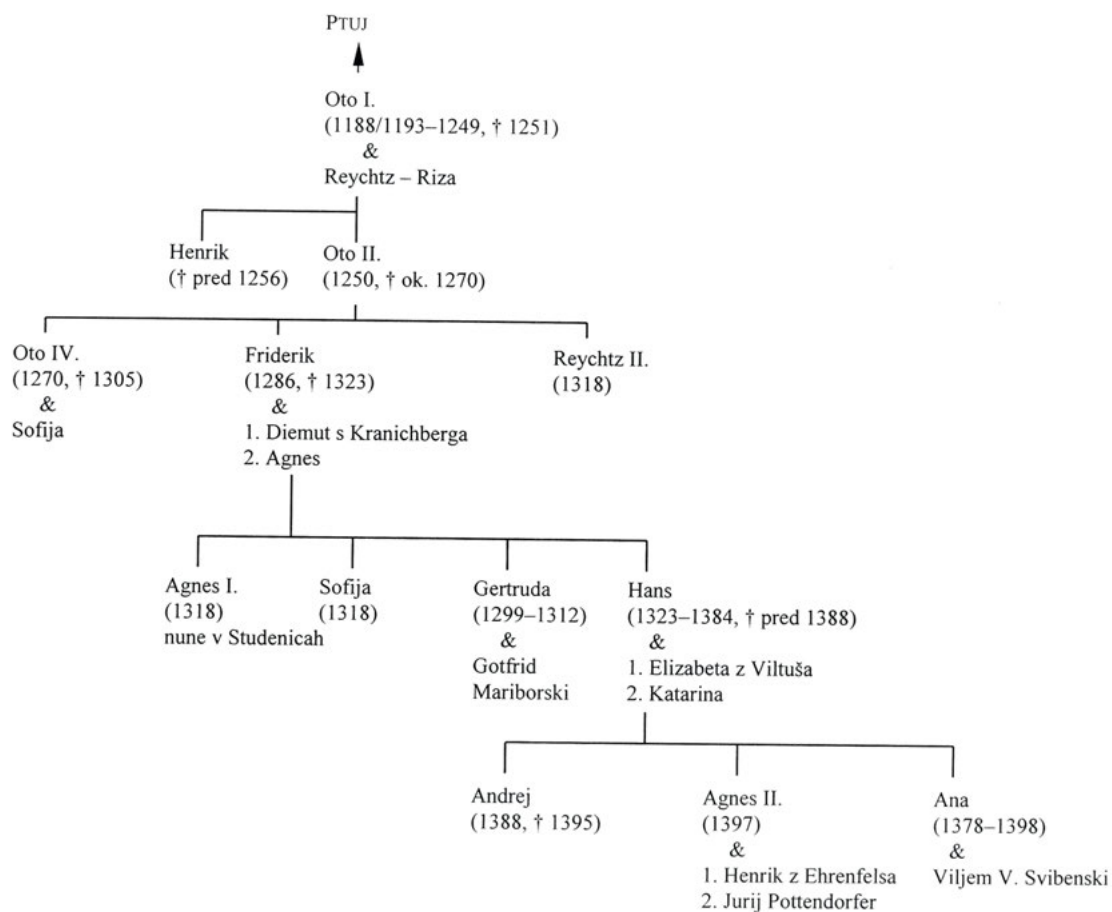 PTUJ
Oto I.
(1188/1193–1249, † 1251)
&
Reychtz – Riza
Henrik
(† pred 1256)
Oto II.
(1250, † ok. 1270)
Oto IV.
(1270, † 1305)
&
Sofija
Friderik
(1286, † 1323)
&
1. Diemut s Kranichberga
2. Agnes
Reychtz II.
(1318)
Agnes I.
(1318)
nune v Studenicah
Sofija
(1318)
Gertruda
(1299–1312)
&
Gotfrid
Mariborski
Hans
(1323–1384, † pred 1388)
&
1. Elizabeta z Viltuša
2. Katarina
Andrej
(1388, † 1395)
Agnes II.
(1397)
&
1. Henrik z Ehrenfelsa
2. Jurij Pottendorfer
Ana
(1378–1398)
&
Viljem V. Svibenski